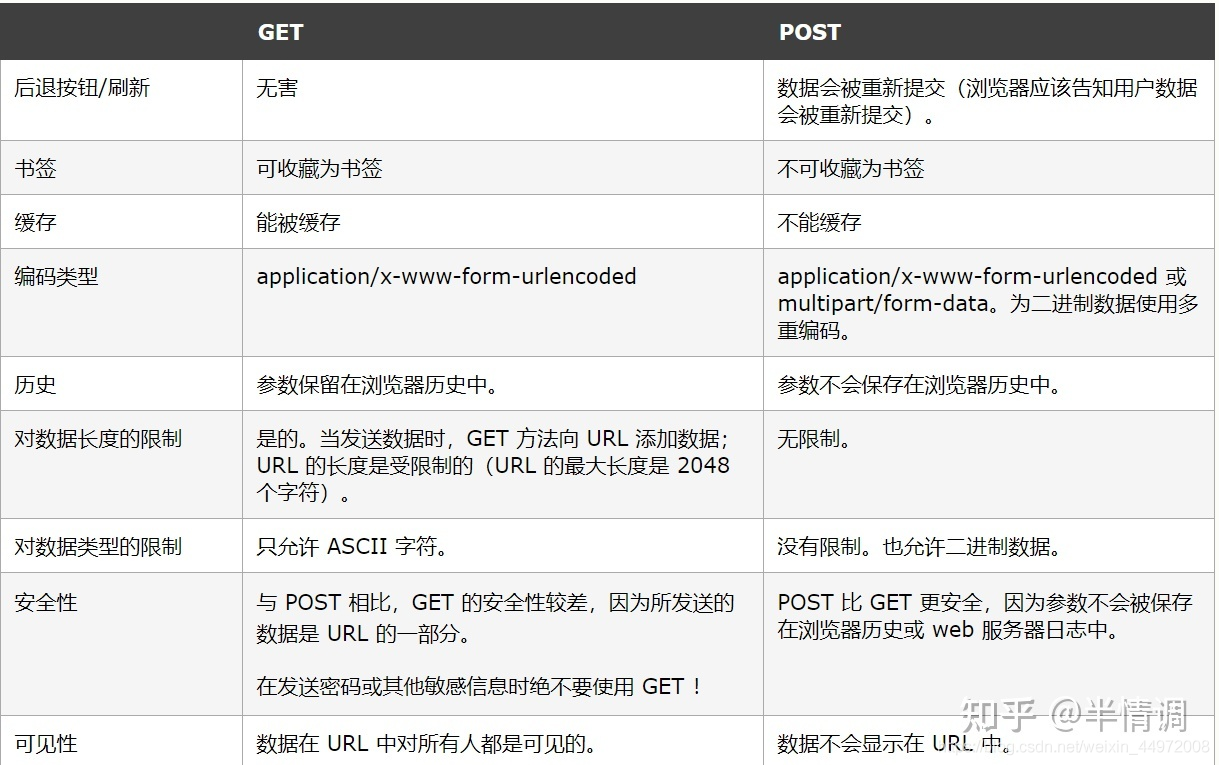 GET POST
后退按钮/刷新 无害 数据会被重新提交（浏览器应该告知用户数据
会被重新提交）。
书签 可收藏为书签 不可收藏为书签
缓存 能被缓存 不能缓存
编码类型 application/x-www-form-urlencoded application/x-www-form-urlencoded 或
multipart/form-data。为二进制数据使用多
重编码。
历史 参数保留在浏览器历史中。 参数不会保存在浏览器历史中。
对数据长度的限制 是的。当发送数据时，GET 方法向 URL 添加数据； 无限制。
URL 的长度是受限制的（URL 的最大长度是 2048
个字符）。
对数据类型的限制 只允许 ASCII 字符。 没有限制。也允许二进制数据。
安全性 与 POST 相比，GET 的安全性较差，因为所发送的 POST 比 GET 更安全，因为参数不会被保存
数据是 URL 的一部分。 在浏览器历史或 web 服务器日志中。
在发送密码或其他敏感信息时绝不要使用 GET ！
可见性 数据在 URL 中对所有人都是可见的。 数据不会显示在 URL 中。
知乎 @半情调
csdn.net/weixin_44972008